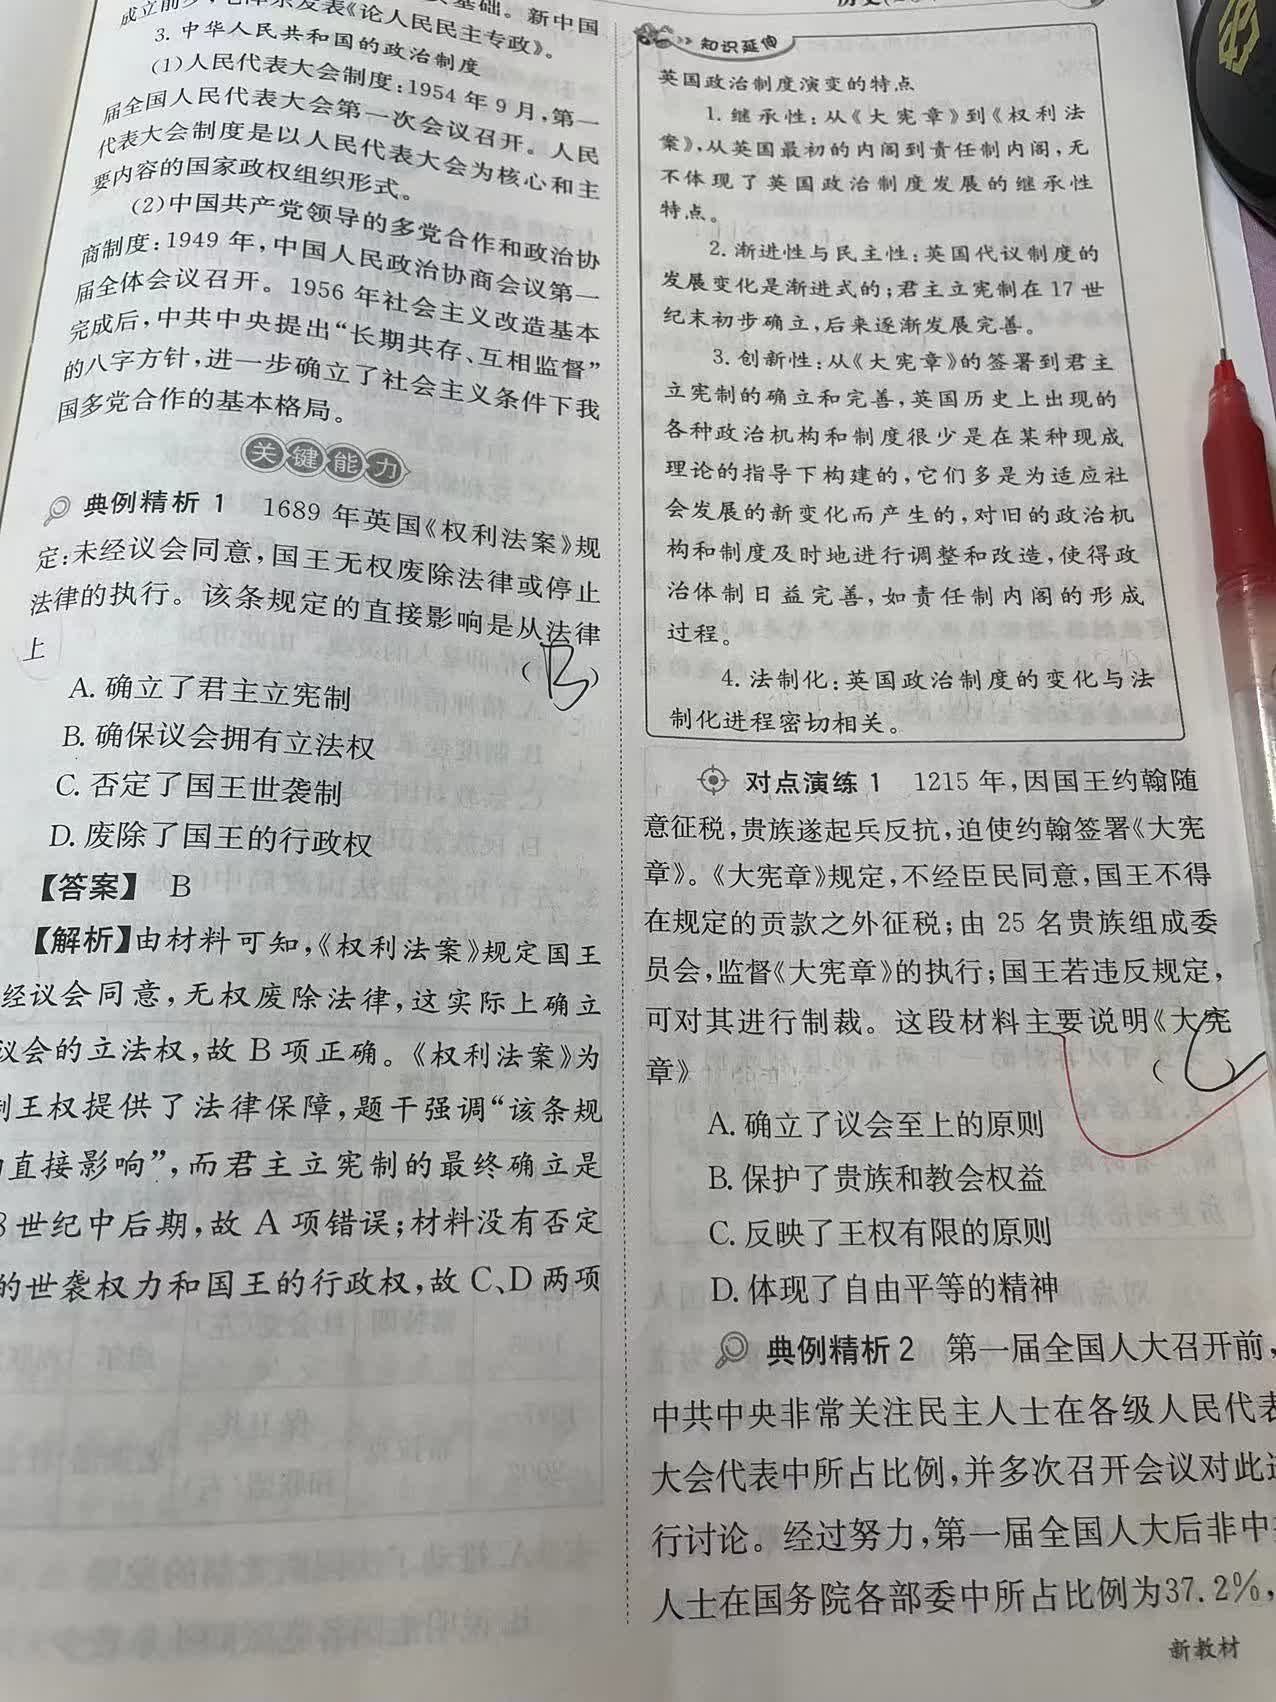 成立前夕,毛泽东发表《论人民民主专政》。
基础。新中国
3. 中华人民共和国的政治制度
(1)人民代表大会制度:1954年9月,第一
届全国人民代表大会第一次会议召开。人民
代表大会制度是以人民代表大会为核心和主
要内容的国家政权组织形式。
(2)中国共产党领导的多党合作和政治协
商制度:1949年,中国人民政治协商会议第一
届全体会议召开。1956年社会主义改造基本
完成后,中共中央提出“长期共存、互相监督”
的八字方针,进一步确立了社会主义条件下我
国多党合作的基本格局。
关键能力
典例精析1 1689年英国《权利法案》规
定:未经议会同意,国王无权废除法律或停止
法律的执行。该条规定的直接影响是从法律
上 (B)
A. 确立了君主立宪制
B. 确保议会拥有立法权
C. 否定了国王世袭制
D. 废除了国王的行政权
【答案】 B
【解析】由材料可知,《权利法案》规定国王
经议会同意,无权废除法律,这实际上确立
议会的立法权,故B项正确。《权利法案》为
制王权提供了法律保障,题干强调“该条规
直接影响”,而君主立宪制的最终确立是
8世纪中后期,故A项错误;材料没有否定
的世袭权力和国王的行政权,故C、D两项
知识延伸
英国政治制度演变的特点
1. 继承性:从《大宪章》到《权利法
案》,从英国最初的内阁到责任制内阁,无
不体现了英国政治制度发展的继承性
特点。
2. 渐进性与民主性:英国代议制度的
发展变化是渐进式的;君主立宪制在17世
纪末初步确立,后来逐渐发展完善。
3. 创新性:从《大宪章》的签署到君主
立宪制的确立和完善,英国历史上出现的
各种政治机构和制度很少是在某种现成
理论的指导下构建的,它们多是为适应社
会发展的新变化而产生的,对旧的政治机
构和制度及时地进行调整和改造,使得政
治体制日益完善,如责任制内阁的形成
过程。
4. 法制化:英国政治制度的变化与法
制化进程密切相关。
对点演练1 1215年,因国王约翰随
意征税,贵族遂起兵反抗,迫使约翰签署《大宪
章》。《大宪章》规定,不经臣民同意,国王不得
在规定的贡款之外征税;由25名贵族组成委
员会,监督《大宪章》的执行;国王若违反规定,
可对其进行制裁。这段材料主要说明《大宪
章》 (C
A. 确立了议会至上的原则
B. 保护了贵族和教会权益
C. 反映了王权有限的原则
D. 体现了自由平等的精神
典例精析2 第一届全国人大召开前,
中共中央非常关注民主人士在各级人民代表
大会代表中所占比例,并多次召开会议对此进
行讨论。经过努力,第一届全国人大后非中
人士在国务院各部委中所占比例为37.2%,
新教材